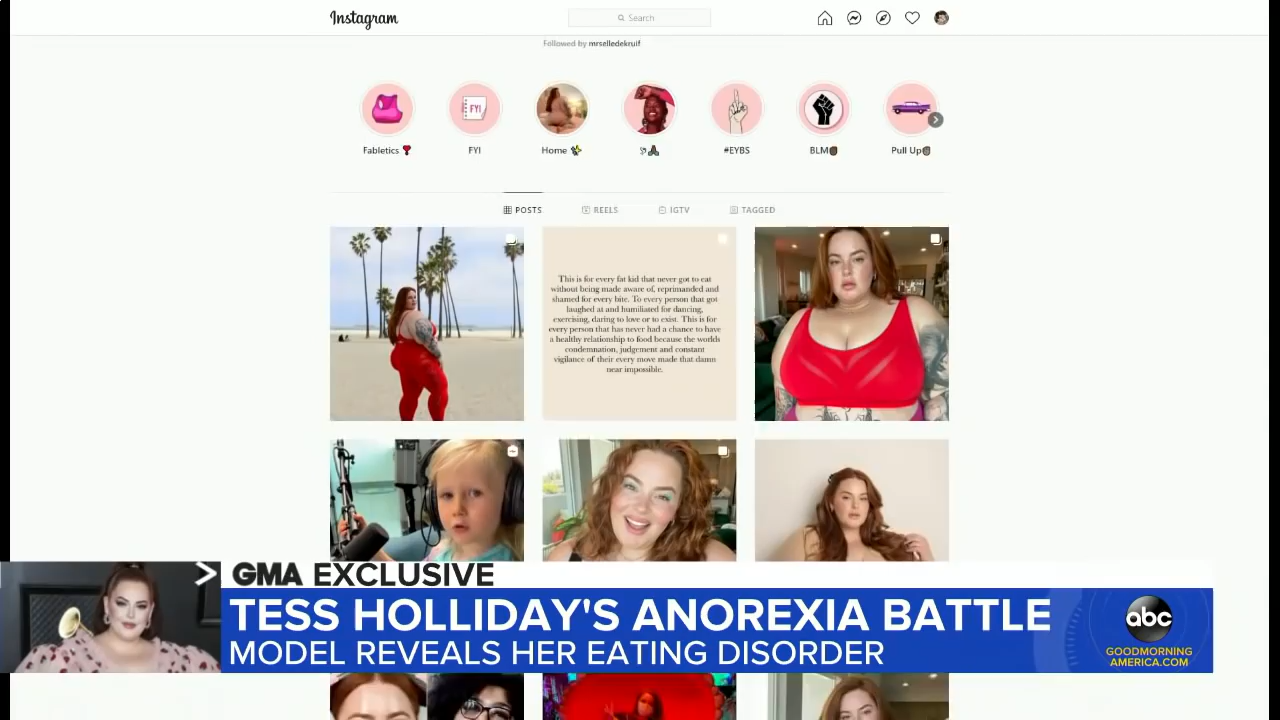 Instagram
Search
Followed by mrselledekruif
FYI
Fabletics
FYI
Home
#EYBS
BLM
Pull Up
POSTS
REELS
IGTV
TAGGED
This is for every fat kid that never got to eat
without being made aware of, reprimanded and
shamed for every bite. To every person that got
laughed at and humiliated for dancing,
exercising, daring to love or to exist. This is for
every person that has never had a chance to have
a healthy relationship to food because the worlds
condemnation, judgement and constant
vigilance of their every move made that damn
near impossible.
GMA EXCLUSIVE
TESS HOLLIDAY'S ANOREXIA BATTLE
MODEL REVEALS HER EATING DISORDER
abc
GOODMORNING
AMERICA.COM